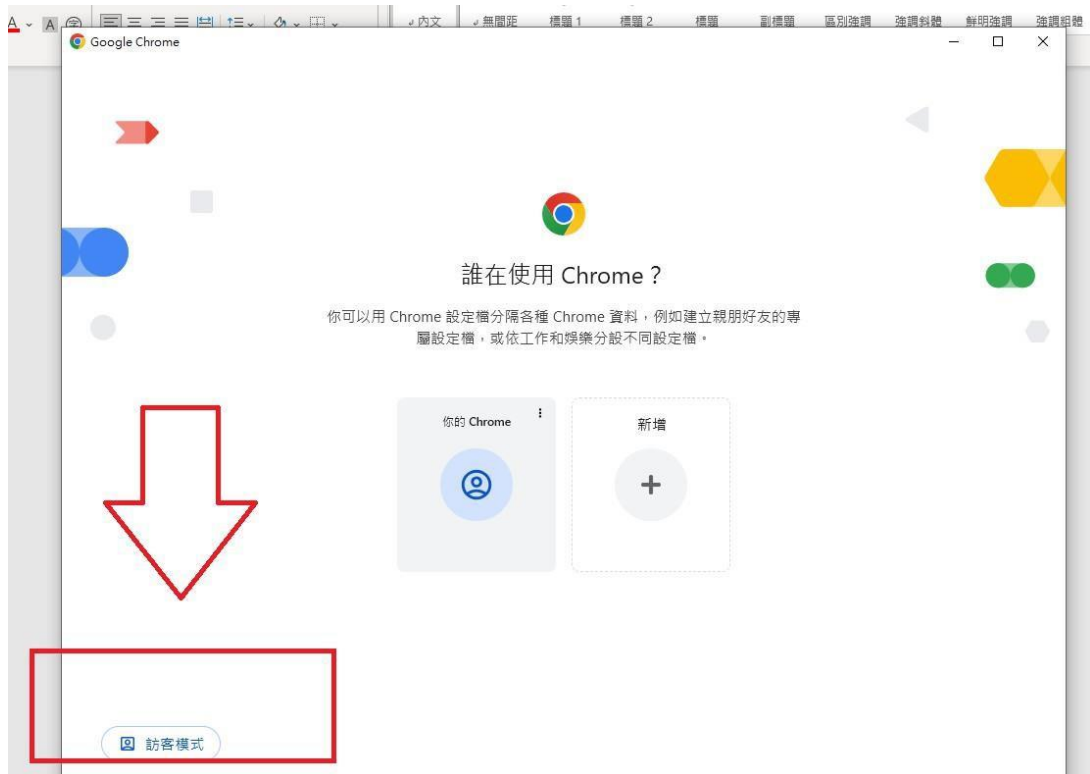 A A 字
內文 無間距 標題 1 標題 2 標題 副標題 區別強調 強調斜體 鮮明強調 強調粗體
Google Chrome
誰在使用 Chrome？
你可以用 Chrome 設定檔分隔各種 Chrome 資料，例如建立親朋好友的專
屬設定檔，或依工作和娛樂分設不同設定檔。
你的 Chrome
新增
訪客模式